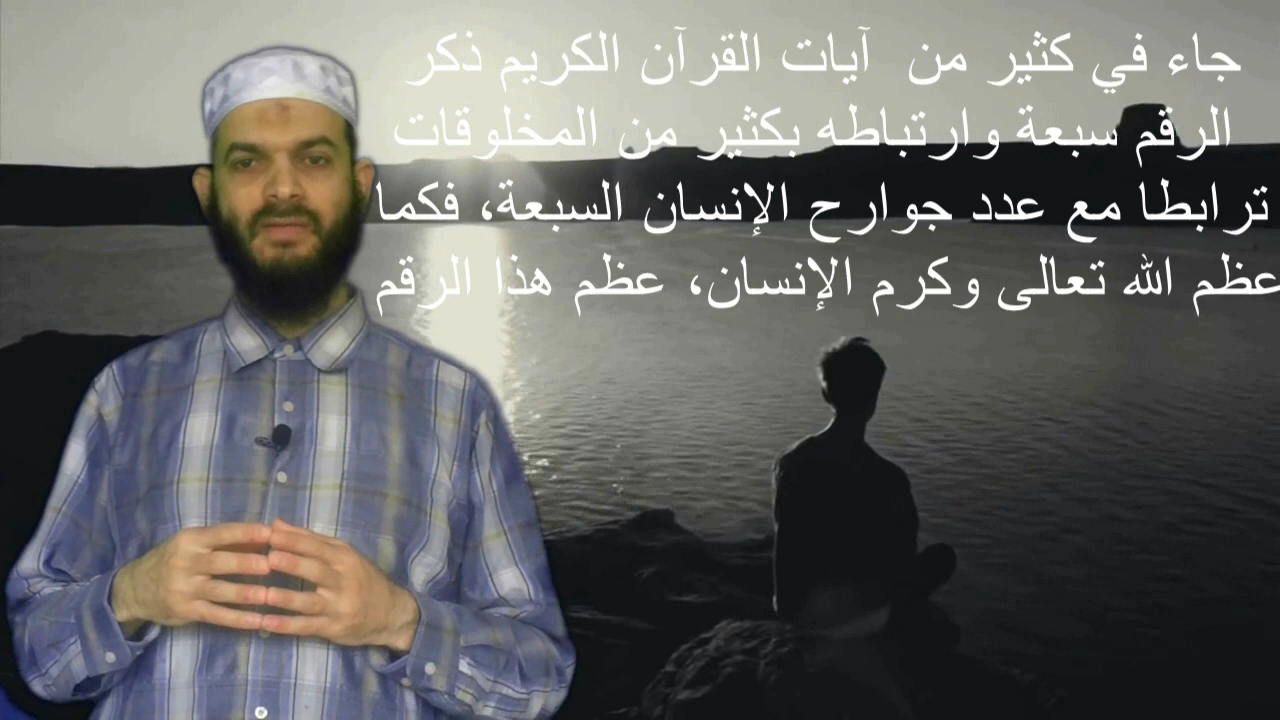 جاء في كثير من آيات القرآن الكريم ذكر
الرقم سبعة وارتباطه بكثير من المخلوقات
ترابطا مع عدد جوارح الإنسان السبعة، فكما
عظم الله تعالى وكرم الإنسان، عظم هذا الرقم